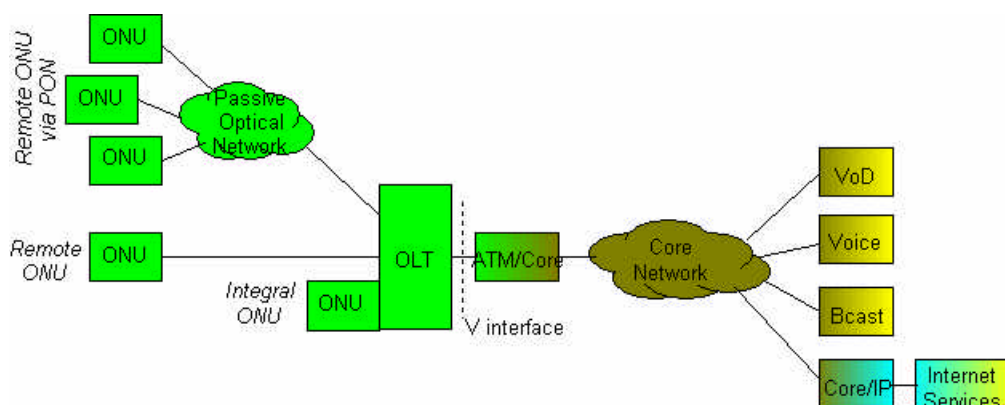 Remote ONU
via PON
ONU
ONU
ONU
Passive
Optical
Network
Remote
ONU
ONU
Integral
ONU
ONU
OLT
V interface
ATM/Core
Core
Network
VoD
Voice
Bcast
Core/IP
Internet
Services